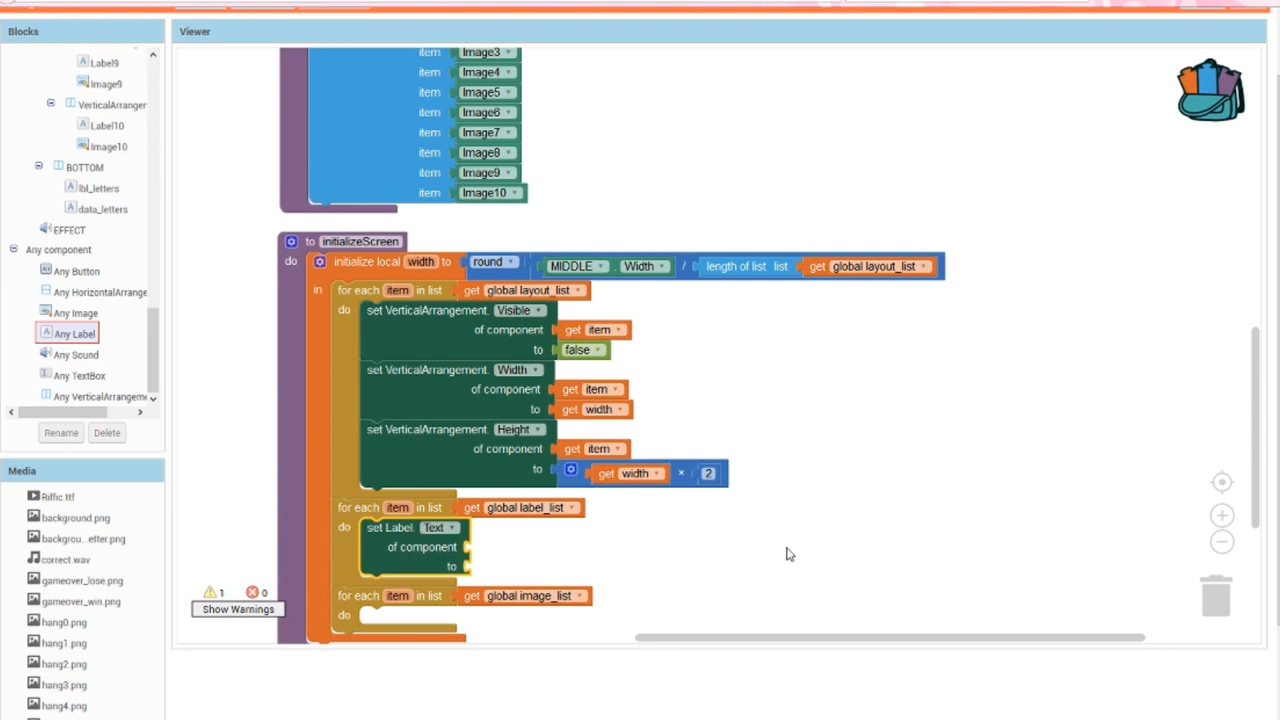 Blocks
Label9
Image9
VerticalArranger
Label10
Image10
BOTTOM
lbl_letters
data_letters
EFFECT
Any component
Any Button
Any HorizontalArrange
Any Image
Any Label
Any Sound
Any TextBox
Any VerticalArrangeme
Rename Delete
Media
Riffic.ttf
background.png
backgrou...etter.png
correct.wav
gameover_lose.png
gameover_win.png
hang0.png
hang1.png
hang2.png
hang3.png
hang4.png
Viewer
item Image3
item Image4
item Image5
item Image6
item Image7
item Image8
item Image9
item Image10
to initializeScreen
do initialize local width to round MIDDLE . Width / length of list list get global layout_list
in for each item in list get global layout_list
do set VerticalArrangement. Visible
of component get item
to false
set VerticalArrangement. Width
of component get item
to get width
set VerticalArrangement. Height
of component get item
to get width × 2
for each item in list get global label_list
do set Label. Text
of component
to
for each item in list get global image_list
do
1 0
Show Warnings